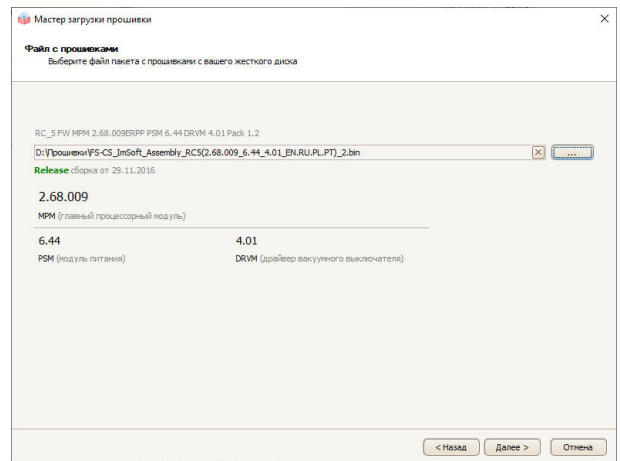 Мастер загрузки прошивки
Файл с прошивками
Выберите файл пакета с прошивками с вашего жесткого диска
RC_5 FW MPM 2.68.009ERPP PSM 6.44 DRVM 4.01 Pack 1.2
D:\Прошивки\FS-CS_ImSoft_Assembly_RC5(2.68.009_6.44_4.01_EN.RU.PL.PT)_2.bin
...
Release сборка от 29.11.2016
2.68.009
MPM (главный процессорный модуль)
6.44 4.01
PSM (модуль питания) DRVM (драйвер вакуумного выключателя)
< Назад Далее > Отмена